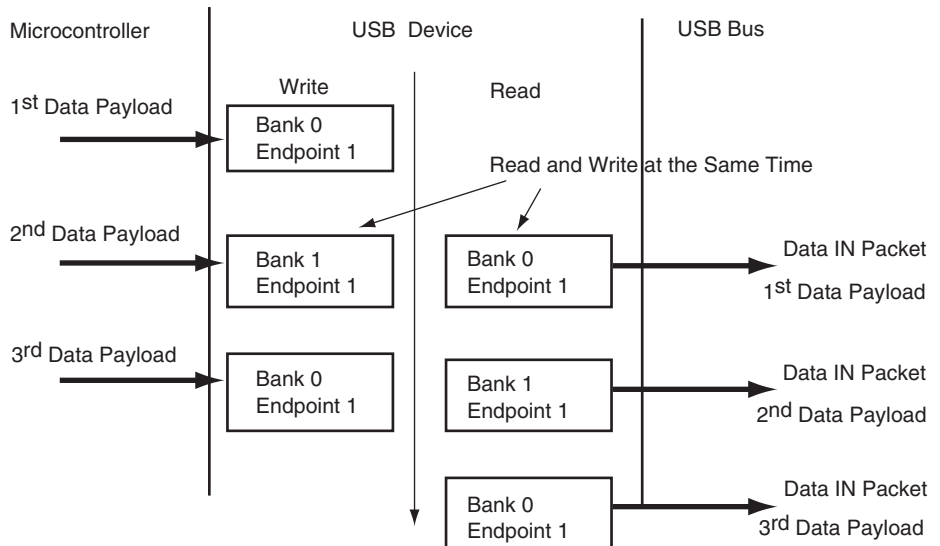 Microcontroller
USB Device
USB Bus
Write
Read
1st Data Payload
Bank 0
Endpoint 1
Read and Write at the Same Time
2nd Data Payload
Bank 1
Endpoint 1
Bank 0
Endpoint 1
Data IN Packet
1st Data Payload
3rd Data Payload
Bank 0
Endpoint 1
Bank 1
Endpoint 1
Data IN Packet
2nd Data Payload
Bank 0
Endpoint 1
Data IN Packet
3rd Data Payload